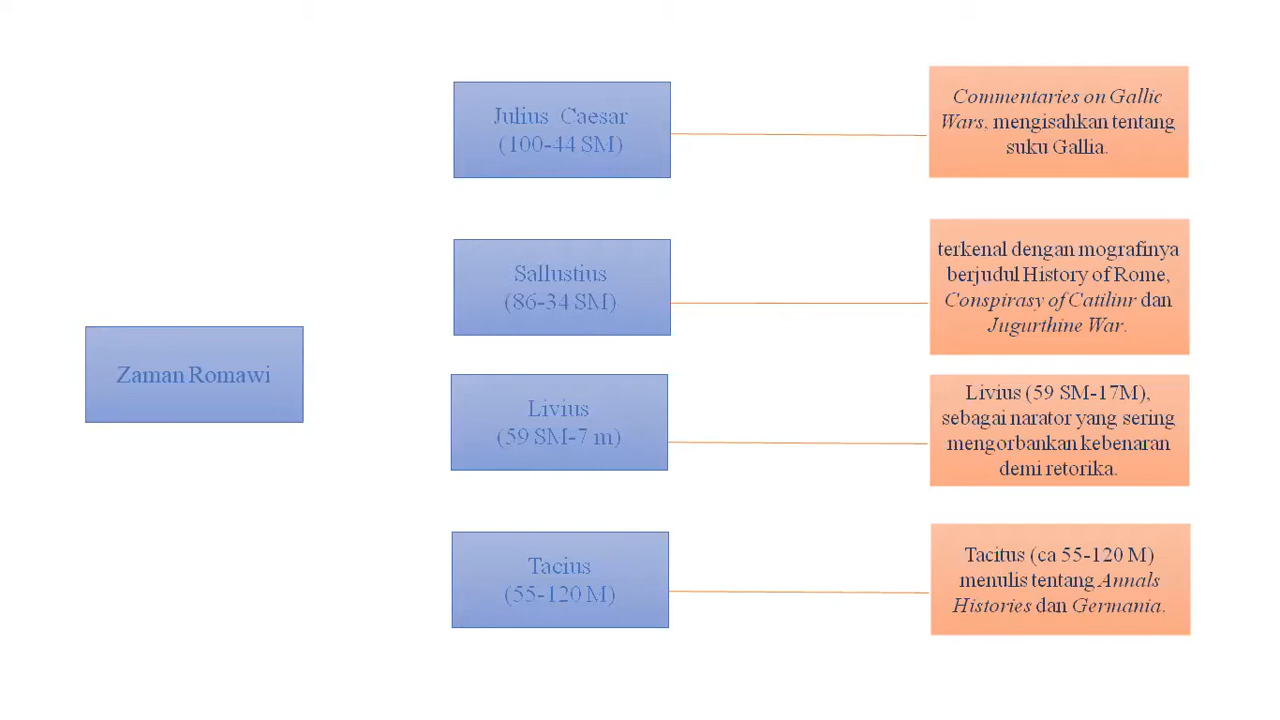 Zaman Romawi
Julius Caesar
(100-44 SM)
Commentaries on Gallic
Wars, mengisahkan tentang
suku Gallia.
Sallustius
(86-34 SM)
terkenal dengan mografinya
berjudul History of Rome,
Conspirasy of Catilinr dan
Jugurthine War.
Livius
(59 SM-7 m)
Livius (59 SM-17M),
sebagai narator yang sering
mengorbankan kebenaran
demi retorika.
Tacius
(55-120 M)
Tacitus (ca 55-120 M)
menulis tentang Annals
Histories dan Germania.